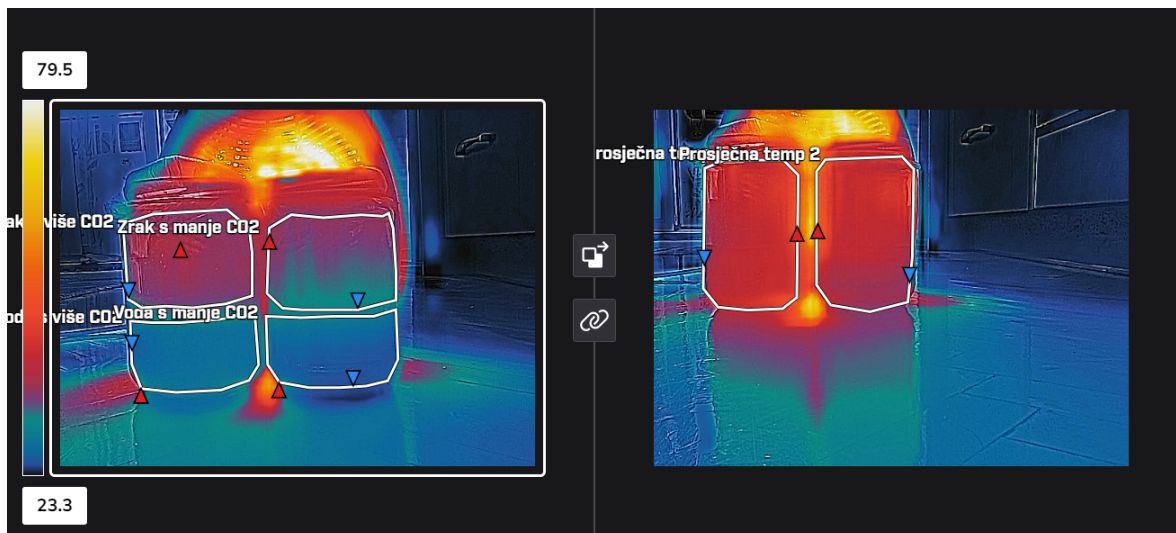 79.5
ak s više CO2
Zrak s manje CO2
od s više CO2
Voda s manje CO2
23.3
rosječna t
Prosječna temp 2